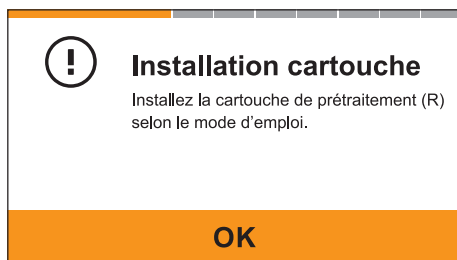 Installation cartouche
Installez la cartouche de prétraitement (R)
selon le mode d'emploi.
OK